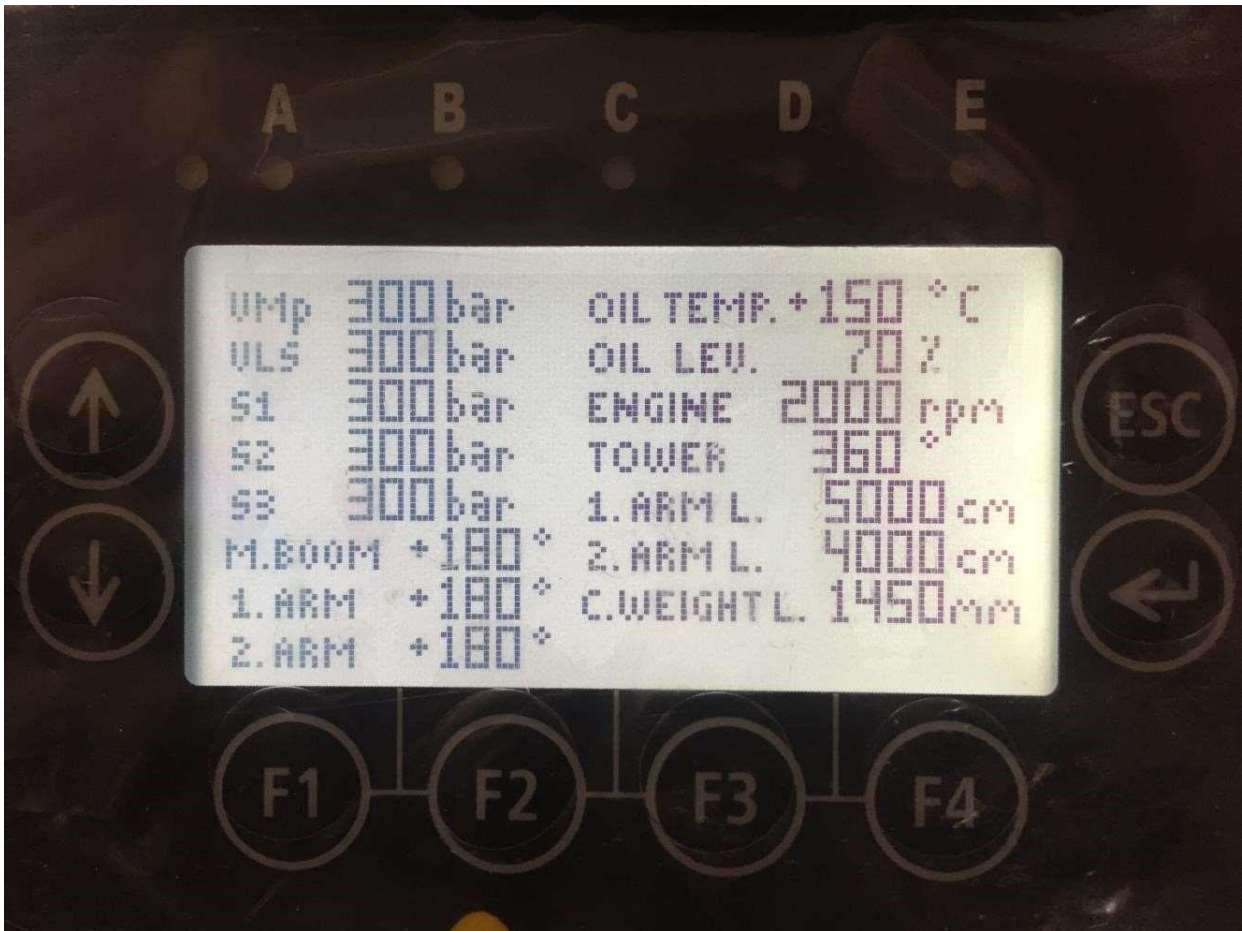 A B C D E
VMp 300 bar OIL TEMP. +150 °C
VLS 300 bar OIL LEV. 70 %
S1 300 bar ENGINE 2000 rpm
S2 300 bar TOWER 360 °
S3 300 bar 1. ARM L. 5000 cm
M.BOOM +180 ° 2. ARM L. 4000 cm
1. ARM +180 ° C.WEIGHT L. 1450 mm
2. ARM +180 °
ESC
F1 F2 F3 F4